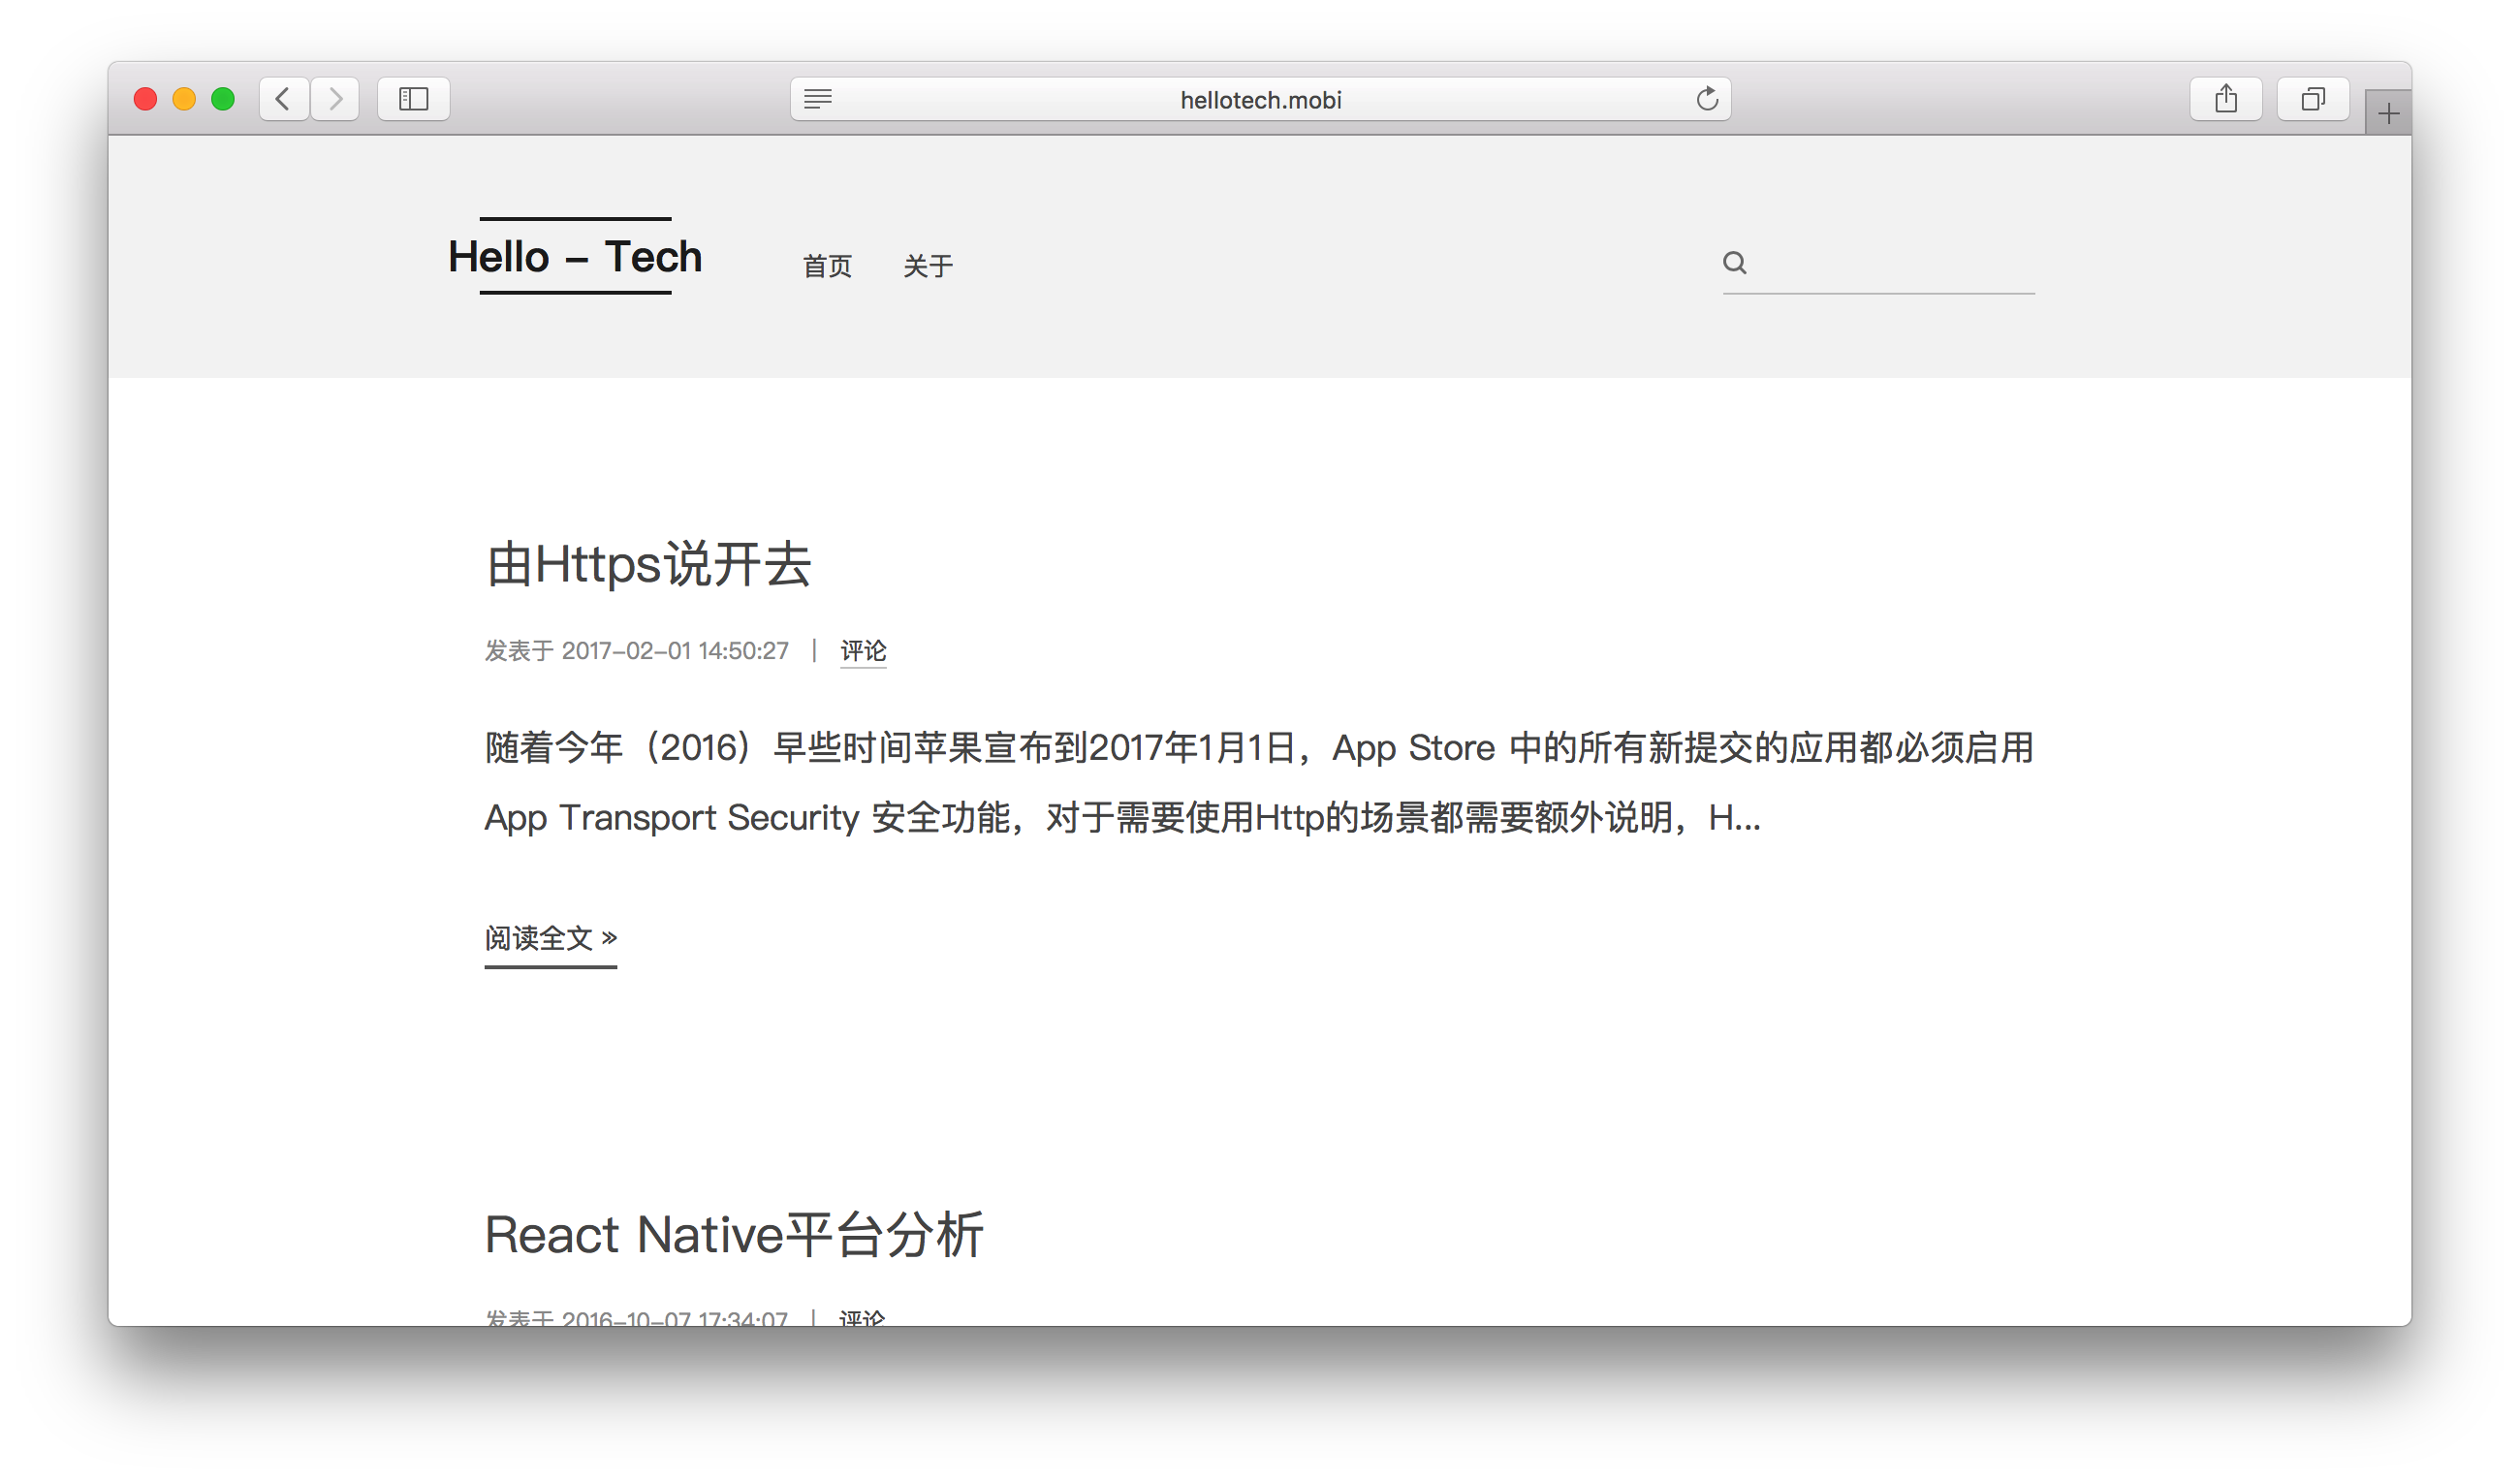 hellotech.mobi
Hello – Tech
首页 关于
由Https说开去
发表于 2017-02-01 14:50:27 | 评论
随着今年（2016）早些时间苹果宣布到2017年1月1日，App Store 中的所有新提交的应用都必须启用
App Transport Security 安全功能，对于需要使用Http的场景都需要额外说明，H...
阅读全文 »
React Native平台分析
发表于 2016-10-07 17:34:07 | 评论